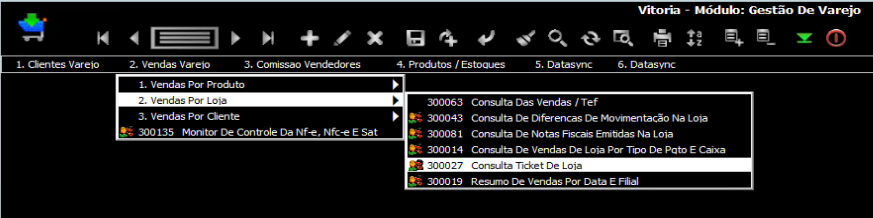 Vitoria - Módulo: Gestão De Varejo
1. Clientes Varejo 2. Vendas Varejo 3. Comissao Vendedores 4. Produtos / Estoques 5. Datasync 6. Datasync
1. Vendas Por Produto
2. Vendas Por Loja
3. Vendas Por Cliente
300135 Monitor De Controle Da Nf-e, Nfc-e E Sat
300063 Consulta Das Vendas / Tef
300043 Consulta De Diferencas De Movimentação Na Loja
300081 Consulta De Notas Fiscais Emitidas Na Loja
300014 Consulta De Vendas De Loja Por Tipo De Pgto E Caixa
300027 Consulta Ticket De Loja
300019 Resumo De Vendas Por Data E Filial